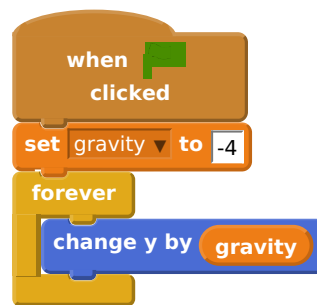 when
clicked
set gravity ▼ to -4
forever
change y by gravity